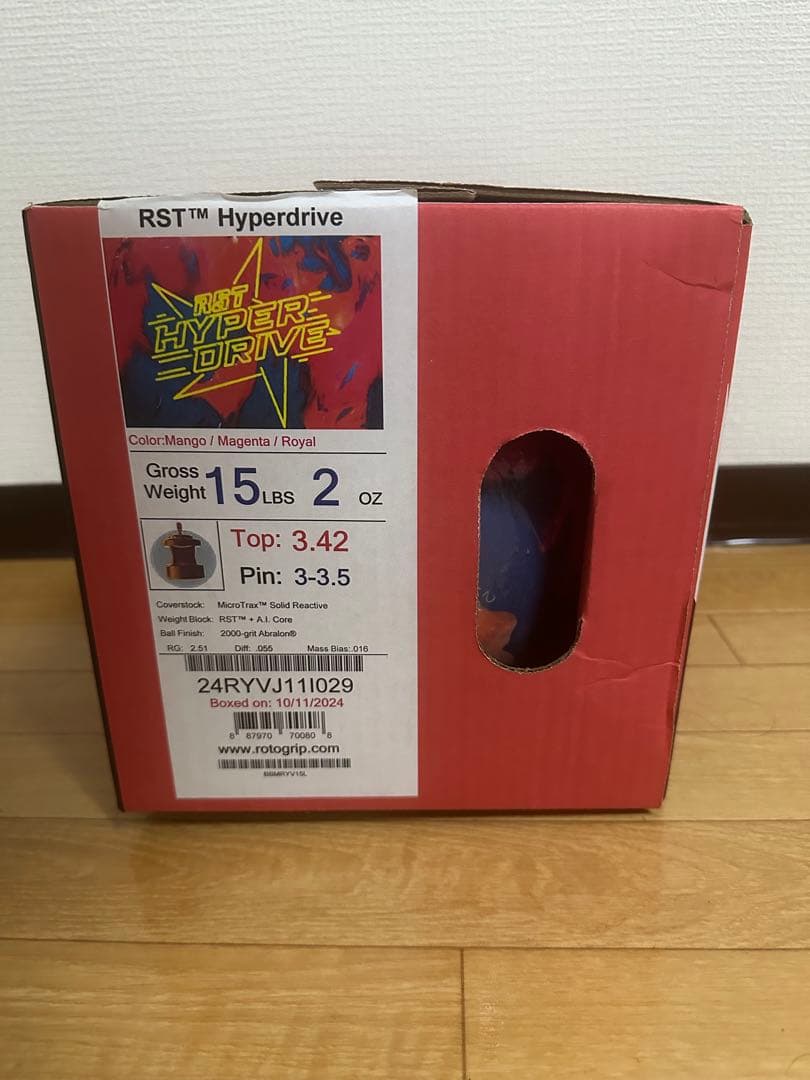 RST™ Hyperdrive
RST
HYPER-
DRIVE
Color:Mango / Magenta / Royal
Gross Weight 15 LBS 2 OZ
Top: 3.42
Pin: 3-3.5
Coverstock: MicroTrax™ Solid Reactive
Weight Block: RST™ + A.I. Core
Ball Finish: 2000-grit Abralon®
RG: 2.51 Diff: .055 Mass Bias:.016
24RYVJ11I029
Boxed on: 10/11/2024
8 87970 70080 8
www.rotogrip.com
BBMRYV15L